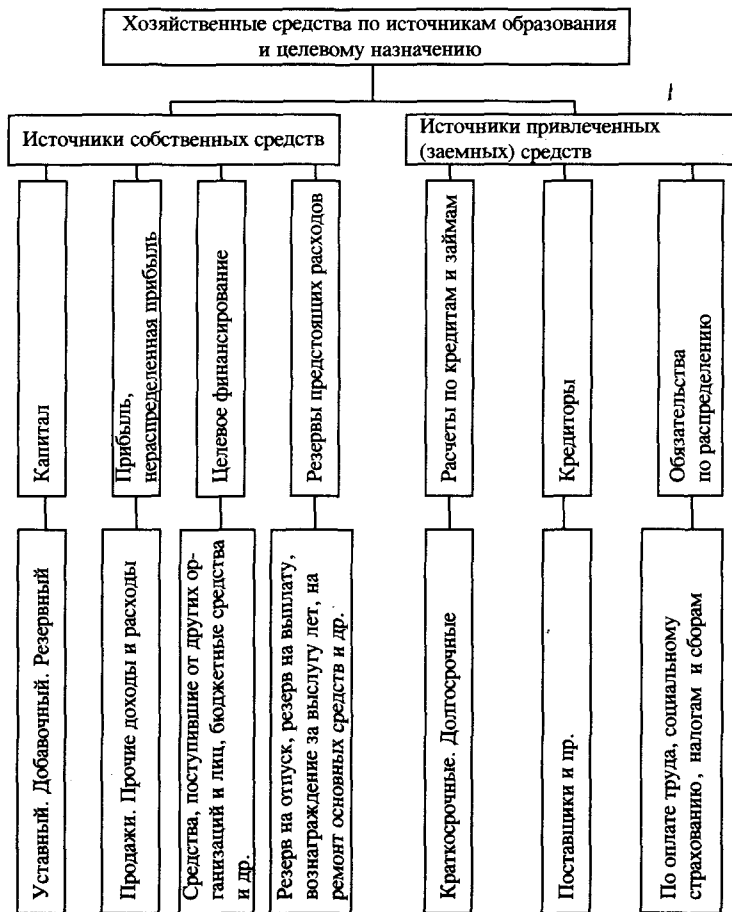 Хозяйственные средства по источникам образования
и целевому назначению
Источники собственных средств
Источники привлеченных
(заемных) средств
Капитал
Прибыль,
нераспределенная прибыль
Целевое финансирование
Резервы предстоящих расходов
Расчеты по кредитам и займам
Кредиторы
Обязательства
по распределению
Уставный. Добавочный. Резервный
Продажи. Прочие доходы и расходы
Средства, поступившие от других ор-
ганизаций и лиц, бюджетные средства
и др.
Резерв на отпуск, резерв на выплату,
вознаграждение за выслугу лет, на
ремонт основных средств и др.
Краткосрочные. Долгосрочные
Поставщики и пр.
По оплате труда, социальному
страхованию, налогам и сборам